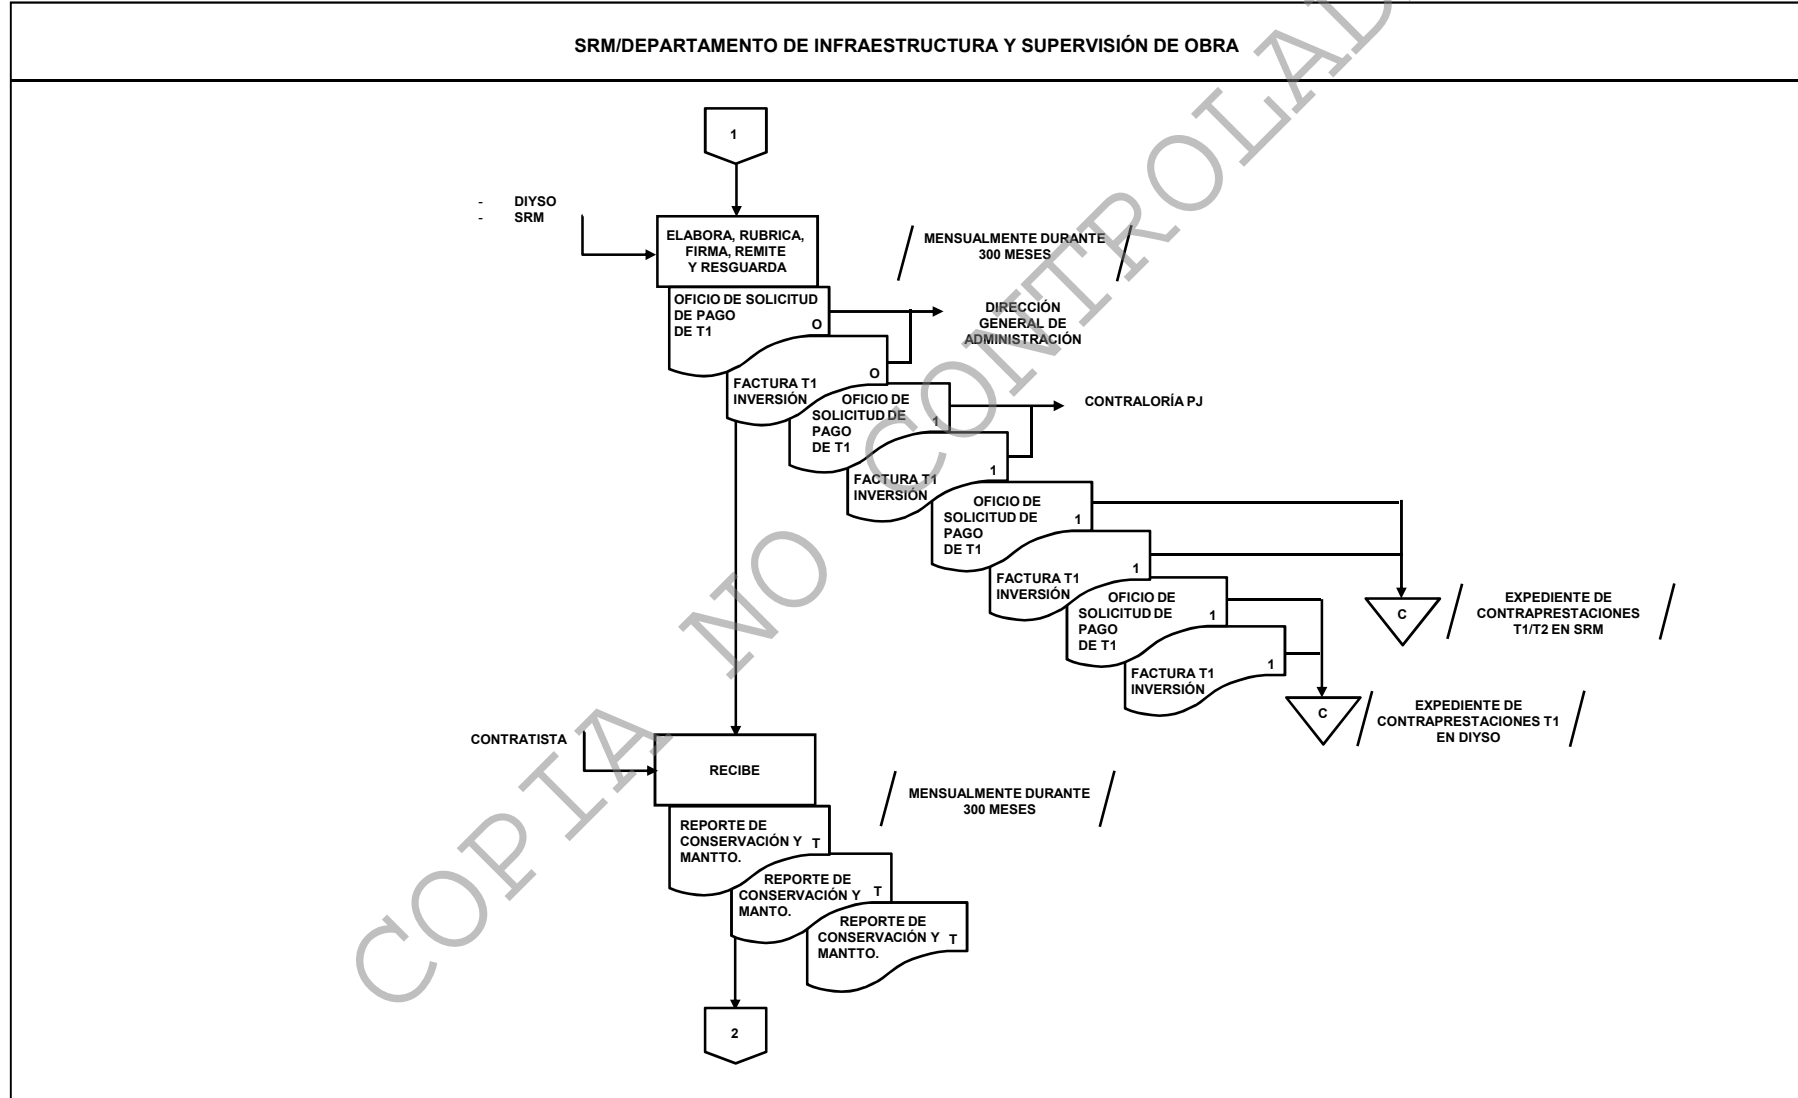 SRM/DEPARTAMENTO DE INFRAESTRUCTURA Y SUPERVISIÓN DE OBRA
1
- DIYSO
- SRM
ELABORA, RUBRICA,
FIRMA, REMITE
Y RESGUARDA
MENSUALMENTE DURANTE
300 MESES
OFICIO DE SOLICITUD
DE PAGO
DE T1
O
DIRECCIÓN
GENERAL DE
ADMINISTRACIÓN
FACTURA T1
INVERSIÓN
O
OFICIO DE
SOLICITUD DE
PAGO
DE T1
1
CONTRALORÍA PJ
FACTURA T1
INVERSIÓN
1
OFICIO DE
SOLICITUD DE
PAGO
DE T1
1
FACTURA T1
INVERSIÓN
1
C
EXPEDIENTE DE
CONTRAPRESTACIONES
T1/T2 EN SRM
OFICIO DE
SOLICITUD DE
PAGO
DE T1
1
FACTURA T1
INVERSIÓN
1
C
EXPEDIENTE DE
CONTRAPRESTACIONES T1
EN DIYSO
CONTRATISTA
RECIBE
MENSUALMENTE DURANTE
300 MESES
REPORTE DE
CONSERVACIÓN Y
MANTTO.
T
REPORTE DE
CONSERVACIÓN Y
MANTO.
T
REPORTE DE
CONSERVACIÓN Y
MANTTO.
T
2
COPIA NO CONTROLAD